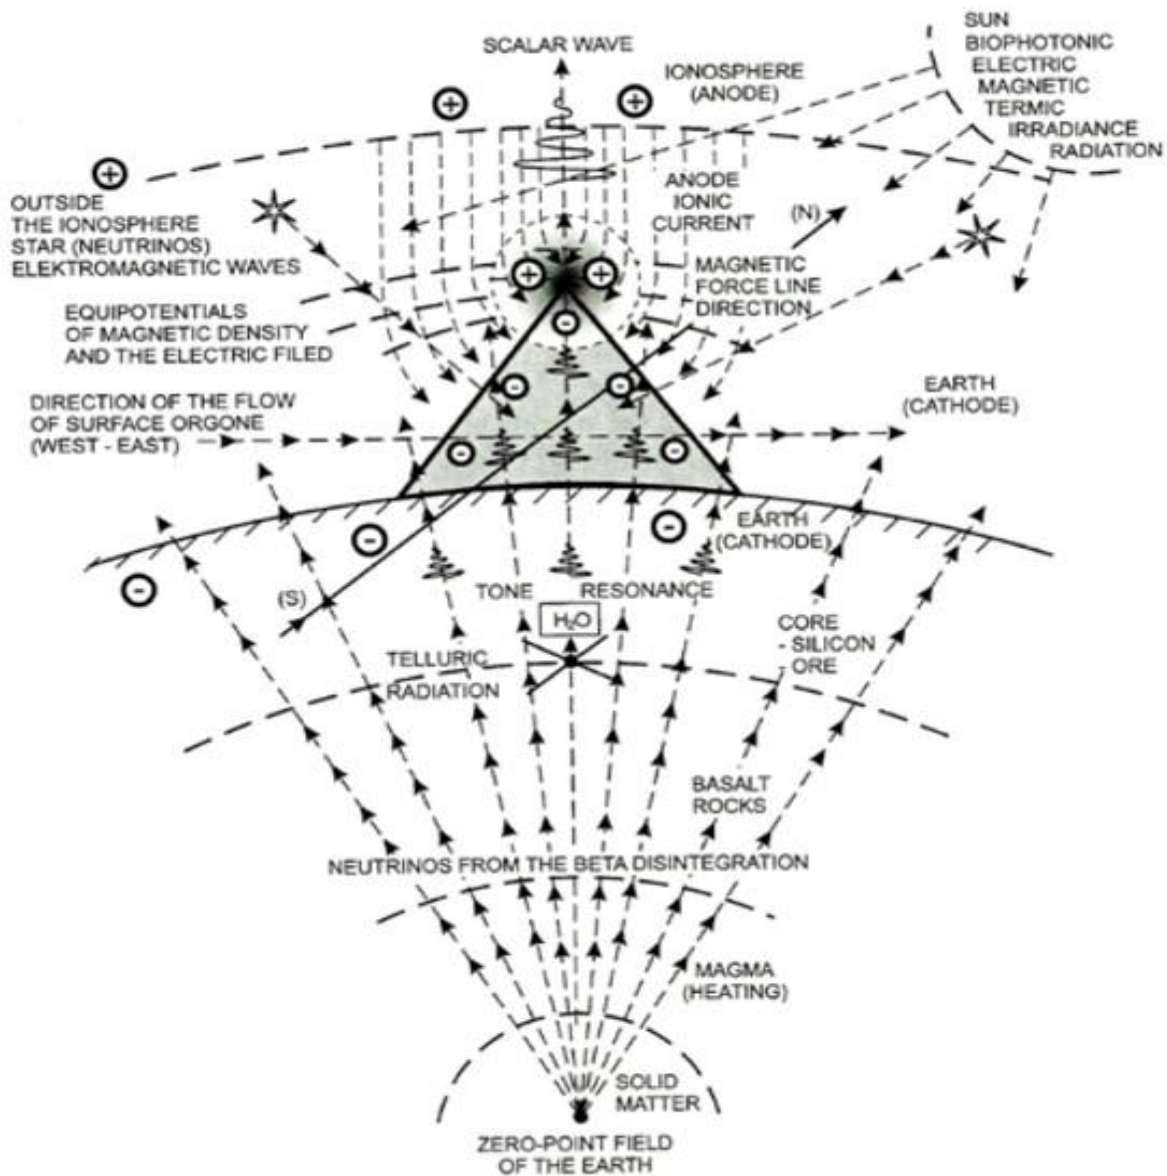 SUN
BIOPHOTONIC
ELECTRIC
MAGNETIC
TERMIC
IRRADIANCE
RADIATION
SCALAR WAVE
IONOSPHERE
(ANODE)
+
+
+
OUTSIDE
THE IONOSPHERE
STAR (NEUTRINOS)
ELEKTROMAGNETIC WAVES
ANODE
IONIC
CURRENT
(N)
+
+
MAGNETIC
FORCE LINE
DIRECTION
EQUIPOTENTIALS
OF MAGNETIC DENSITY
AND THE ELECTRIC FILED
-
-
-
DIRECTION OF THE FLOW
OF SURFACE ORGONE
(WEST - EAST)
EARTH
(CATHODE)
-
-
-
-
EARTH
(CATHODE)
-
(S)
TONE RESONANCE
H₂O
CORE
- SILICON
- ORE
TELLURIC
RADIATION
BASALT
ROCKS
NEUTRINOS FROM THE BETA DISINTEGRATION
MAGMA
(HEATING)
SOLID
MATTER
ZERO-POINT FIELD
OF THE EARTH